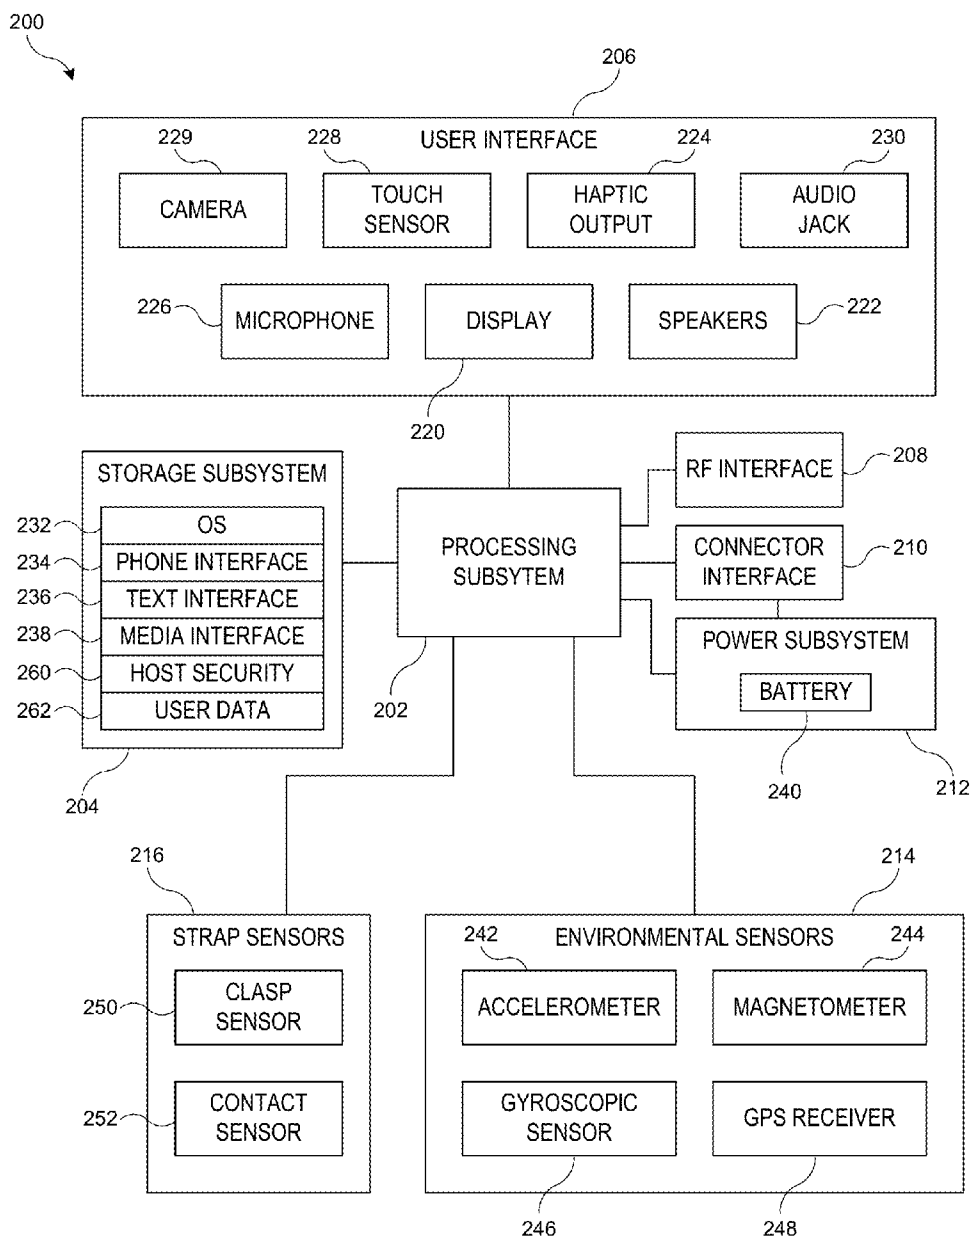 200
206
USER INTERFACE
229
228
224
230
CAMERA
TOUCH
SENSOR
HAPTIC
OUTPUT
AUDIO
JACK
226
MICROPHONE
DISPLAY
SPEAKERS
222
220
STORAGE SUBSYSTEM
232
OS
234
PHONE INTERFACE
236
TEXT INTERFACE
238
MEDIA INTERFACE
260
HOST SECURITY
262
USER DATA
204
PROCESSING
SUBSYTEM
202
RF INTERFACE
208
CONNECTOR
INTERFACE
210
POWER SUBSYSTEM
BATTERY
240
212
216
STRAP SENSORS
250
CLASP
SENSOR
252
CONTACT
SENSOR
214
ENVIRONMENTAL SENSORS
242
244
ACCELEROMETER
MAGNETOMETER
GYROSCOPIC
SENSOR
GPS RECEIVER
246
248